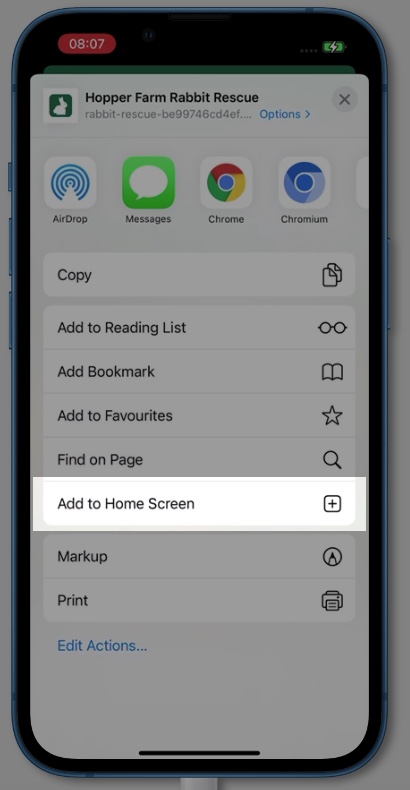 08:07
Hopper Farm Rabbit Rescue
rabbit-rescue-be99746cd4ef.... Options >
AirDrop Messages Chrome Chromium
Copy
Add to Reading List
Add Bookmark
Add to Favourites
Find on Page
Add to Home Screen
Markup
Print
Edit Actions...